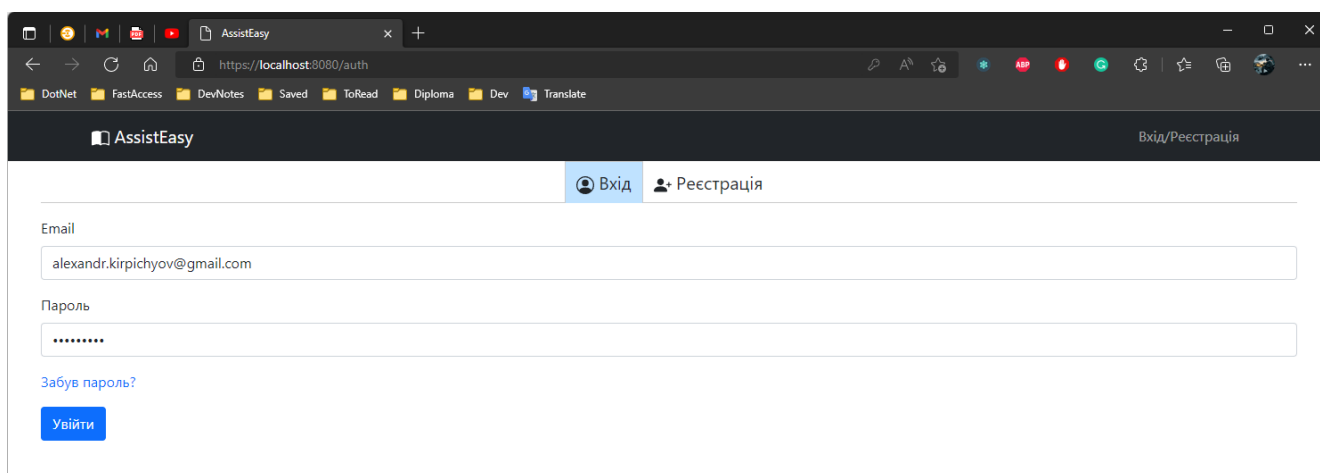 AssistEasy
https://localhost:8080/auth
DotNet FastAccess DevNotes Saved ToRead Diploma Dev Translate
AssistEasy Вхід/Реєстрація
Вхід Реєстрація
Email
alexandr.kirpichyov@gmail.com
Пароль
•••••••••
Забув пароль?
Увійти